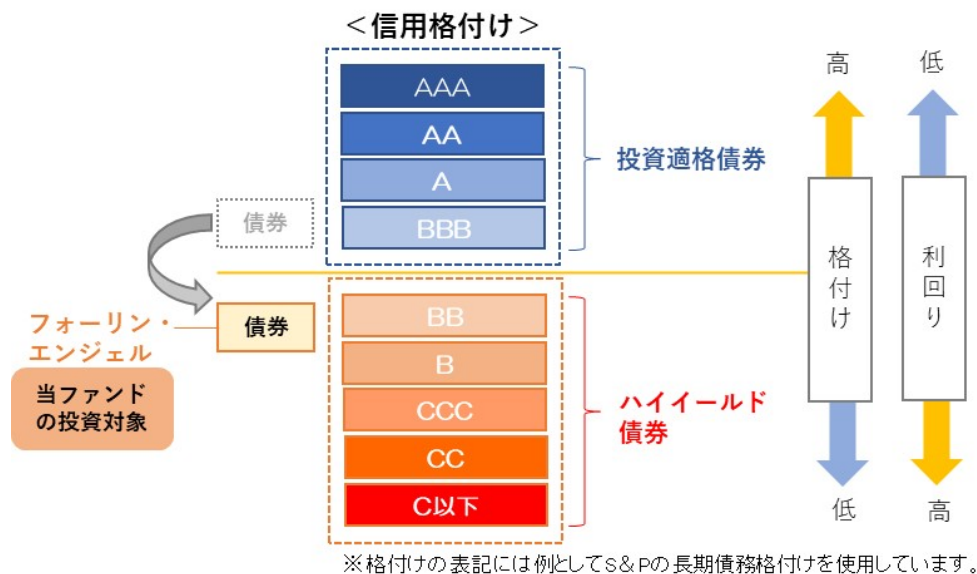 ＜信用格付け＞
AAA
AA
A
BBB
投資適格債券
債券
債券
フォーリン・
エンジェル
当ファンド
の投資対象
BB
B
CCC
CC
C以下
ハイイールド
債券
高
格付け
低
低
利回り
高
※格付けの表記には例としてS＆Pの長期債務格付けを使用しています。